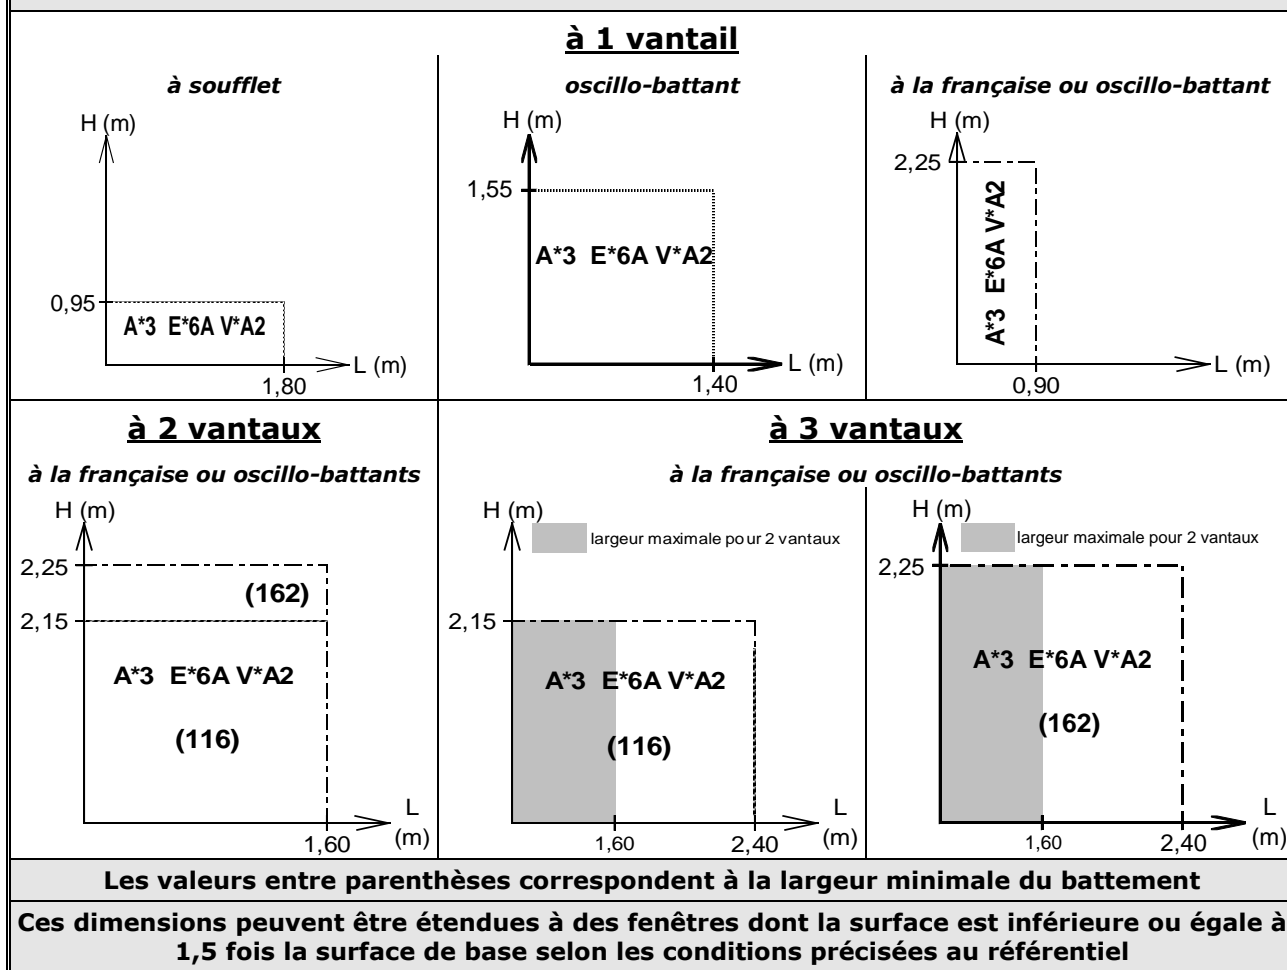 à 1 vantail
à soufflet
H (m)
0,95
A*3 E*6A V*A2
L (m)
1,80
oscillo-battant
H (m)
1,55
A*3 E*6A V*A2
L (m)
1,40
à la française ou oscillo-battant
H (m)
2,25
A*3 E*6A V*A2
L (m)
0,90
à 2 vantaux
à la française ou oscillo-battants
H (m)
2,25
(162)
2,15
A*3 E*6A V*A2
(116)
L
(m)
1,60
à 3 vantaux
à la française ou oscillo-battants
H (m)
largeur maximale pour 2 vantaux
2,15
A*3 E*6A V*A2
(116)
L
(m)
1,60
2,40
H (m)
largeur maximale pour 2 vantaux
2,25
A*3 E*6A V*A2
(162)
L
(m)
1,60
2,40
Les valeurs entre parenthèses correspondent à la largeur minimale du battement
Ces dimensions peuvent être étendues à des fenêtres dont la surface est inférieure ou égale à
1,5 fois la surface de base selon les conditions précisées au référentiel